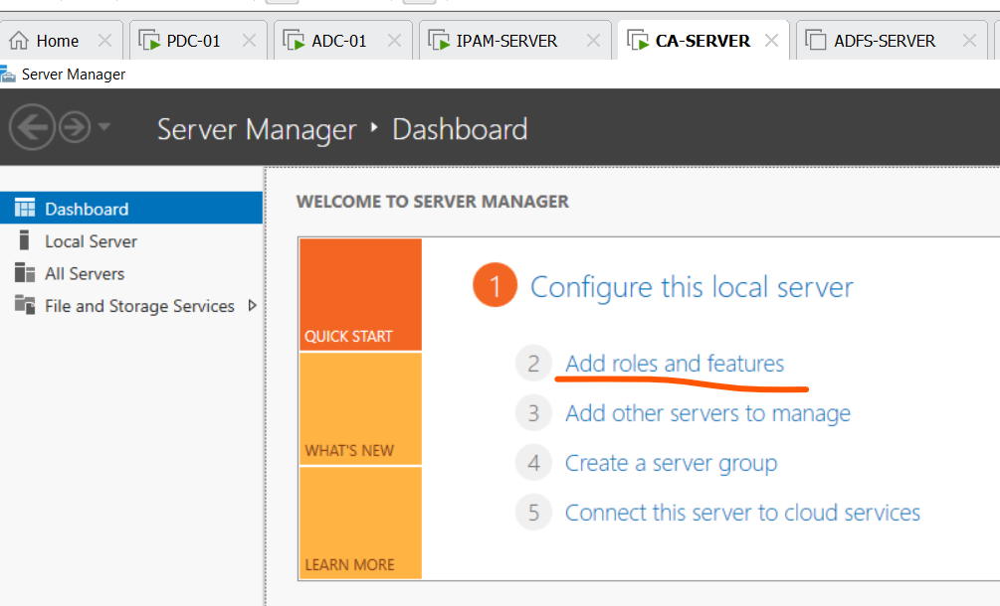 Home
PDC-01
ADC-01
IPAM-SERVER
CA-SERVER
ADFS-SERVER
Server Manager
Server Manager ‣ Dashboard
Dashboard
Local Server
All Servers
File and Storage Services
WELCOME TO SERVER MANAGER
QUICK START
WHAT'S NEW
LEARN MORE
1 Configure this local server
2 Add roles and features
3 Add other servers to manage
4 Create a server group
5 Connect this server to cloud services